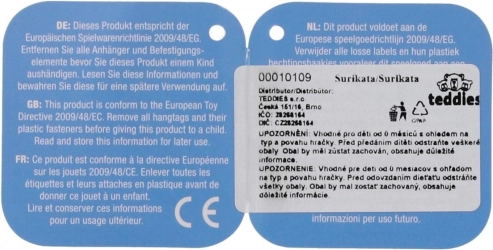 DE: Dieses Produkt entspricht der
Europäischen Spielwarenrichtlinie 2009/48/EG.
Entfernen Sie alle Anhänger und Befestigungs-
elemente bevor Sie dieses Produkt einem Kind
aushändigen. Lesen Sie diese Informationen und
bewahren Sie diese für eine spätere Verwendung auf.
GB: This product is conform to the European Toy
Directive 2009/48/EC. Remove all hangtags and their
plastic fasteners before giving this product to a child.
Read and store this information for later use.
FR: Ce produit est conforme à la directive Européenne
sur les jouets 2009/48/CE. Enlever toutes les
étiquettes et leurs attaches en plastique avant de
donner ce jouet à un enfant.
Lire et conserver ces informations
pour un usage ultérieur.
CE
NL: Dit product voldoet aan de
Europese speelgoedrichtlijn 2009/48/EG.
Verwijder alle losse labels en hun plastiek
bechtingshaakjes voordat dit speelgoed aan een
00010109
Surikata/Surikata
Distributor/Distributor:
TEDDIES s.r.o.
Česká 151/16, Brno
IČO: 28268164
DIČ: CZ28268164
teddies
UPOZORNĚNÍ: Vhodné pro děti od 0 měsíců s ohledem na
typ a povahu hračky. Před předáním dítěti odstraňte veškeré
obaly. Obal by měl zůstat zachován, obsahuje důležité
informace.
UPOZORNENIE: Vhodné pre deti od 0 mesiacov s ohľadom
na typ a povahu hračky. Pred odovzdaním dieťaťu odstráňte
všetky obaly. Obal by mal zostať zachovaný, obsahuje
dôležité informácie.
informazioni per uso futuro.